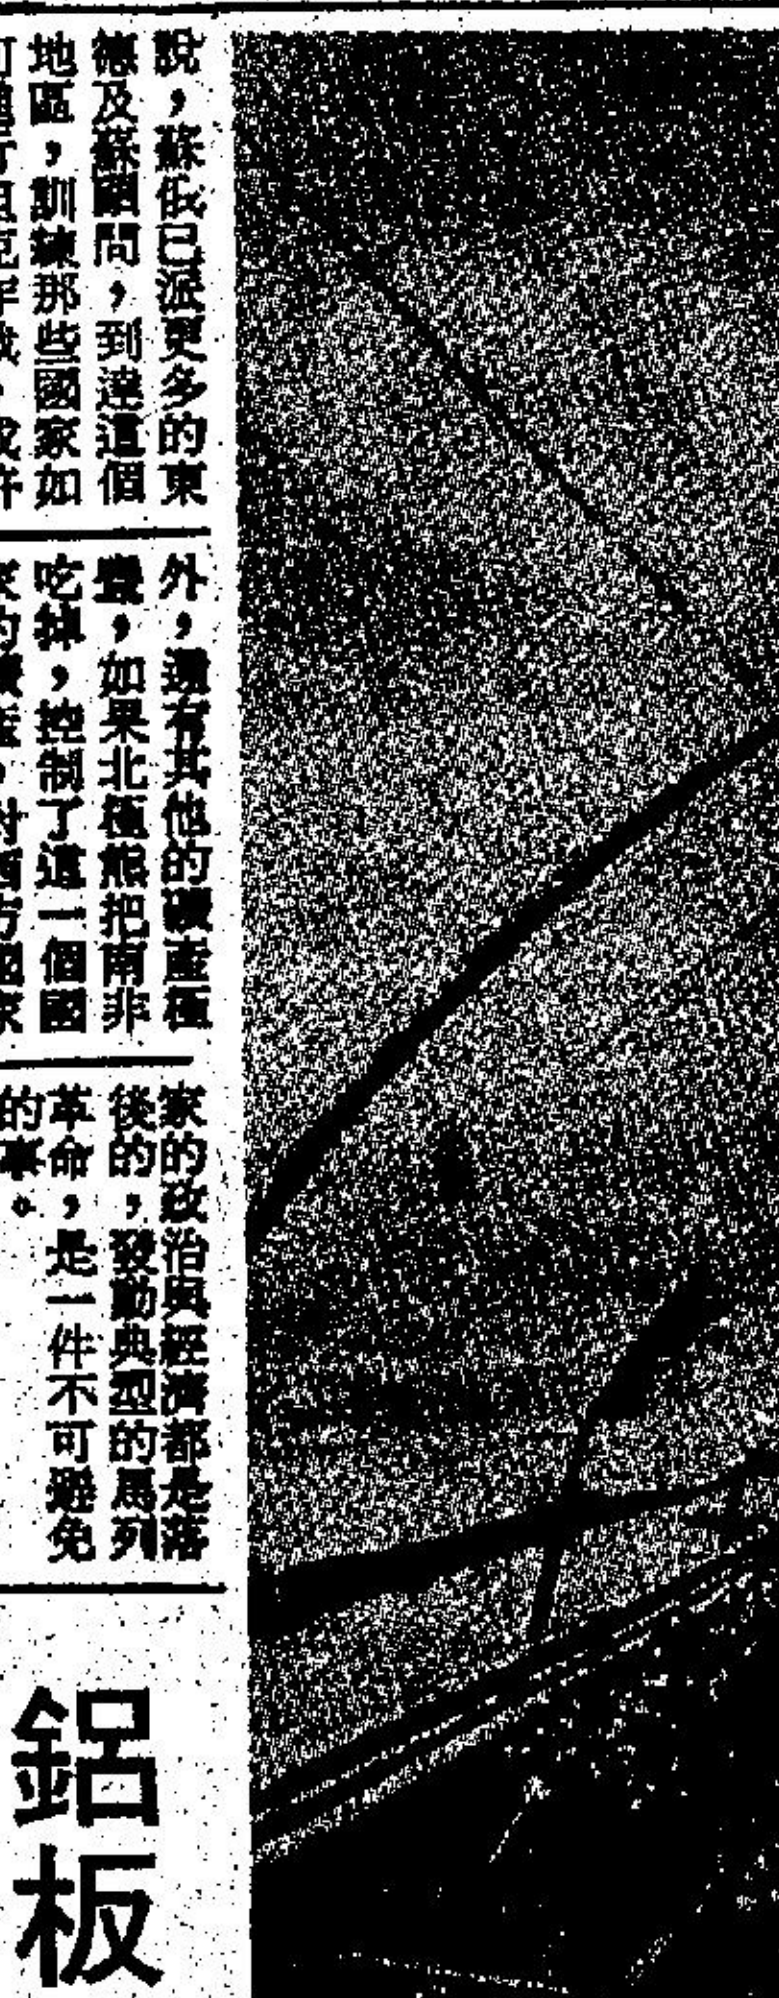 說，蘇俄已派更多的東
德及蘇顧問，到達這個
地區，訓練那些國家如
外，還有其他的礦產種
，如果北極熊把南非
吃掉，控制了這一個國
家的政治與經濟都是落
後的，發動典型的馬列
革命，是一件不可避免
的事。
鋁板